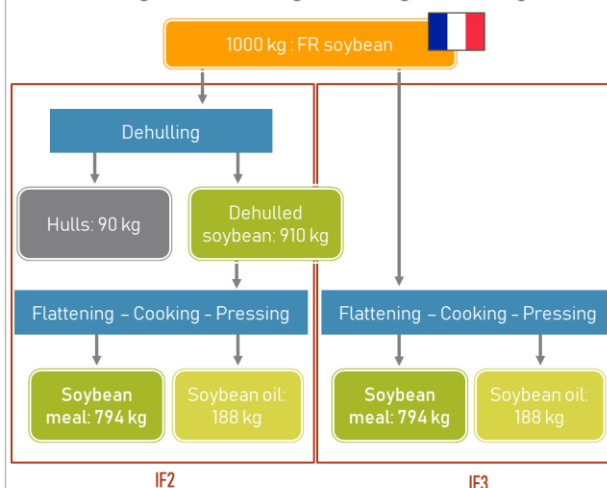 1000 kg : FR soybean
Dehulling
Hulls: 90 kg
Dehulled
soybean: 910 kg
Flattening – Cooking - Pressing
Flattening – Cooking - Pressing
Soybean
meal: 794 kg
Soybean oil:
188 kg
Soybean
meal: 794 kg
Soybean oil:
188 kg
IF2
IF3